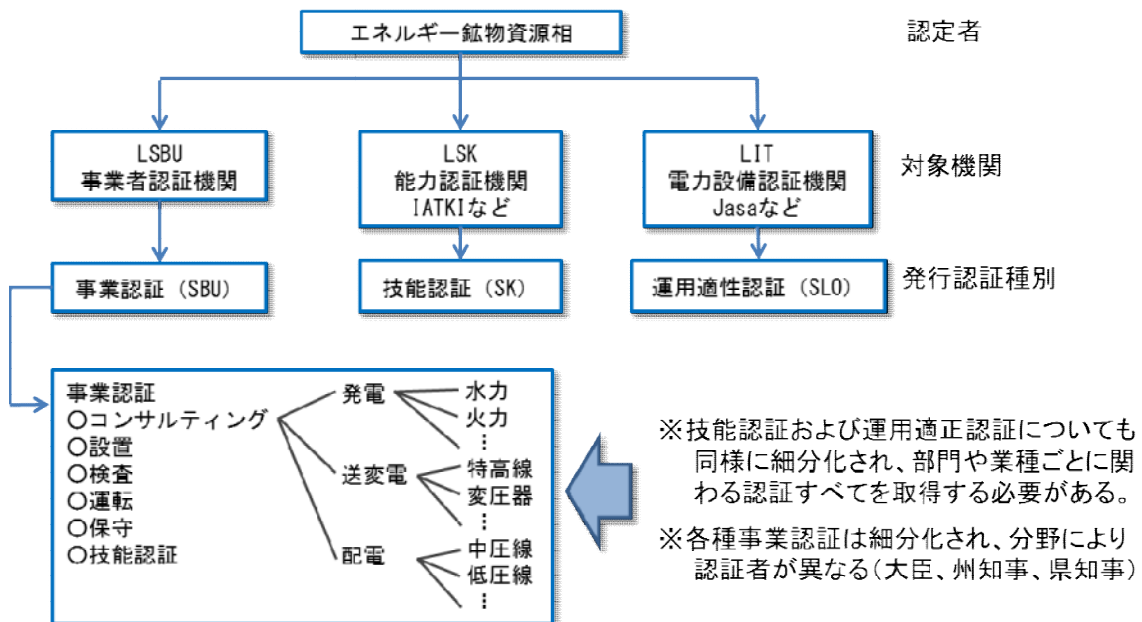 エネルギー鉱物資源相
認定者
LSBU
事業者認証機関
LSK
能力認証機関
IATKIなど
LIT
電力設備認証機関
Jasaなど
対象機関
事業認証（SBU）
技能認証（SK）
運用適性認証（SLO）
発行認証種別
事業認証
○コンサルティング
○設置
○検査
○運転
○保守
○技能認証
発電
水力
火力
⋮
送変電
特高線
変圧器
⋮
配電
中圧線
低圧線
⋮
※技能認証および運用適正認証についても
同様に細分化され、部門や業種ごとに関
わる認証すべてを取得する必要がある。
※各種事業認証は細分化され、分野により
認証者が異なる（大臣、州知事、県知事）